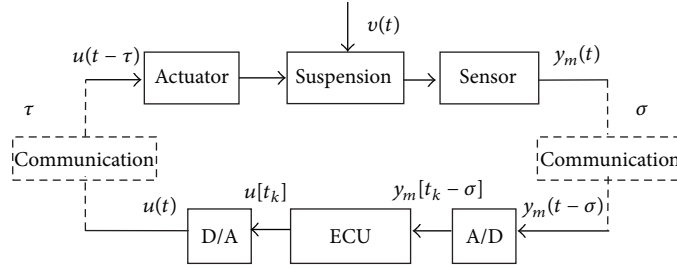 υ(t)
u(t − τ)
Actuator
Suspension
Sensor
y_m(t)
τ
σ
Communication
Communication
u(t)
D/A
u[t_k]
ECU
y_m[t_k − σ]
A/D
y_m(t − σ)